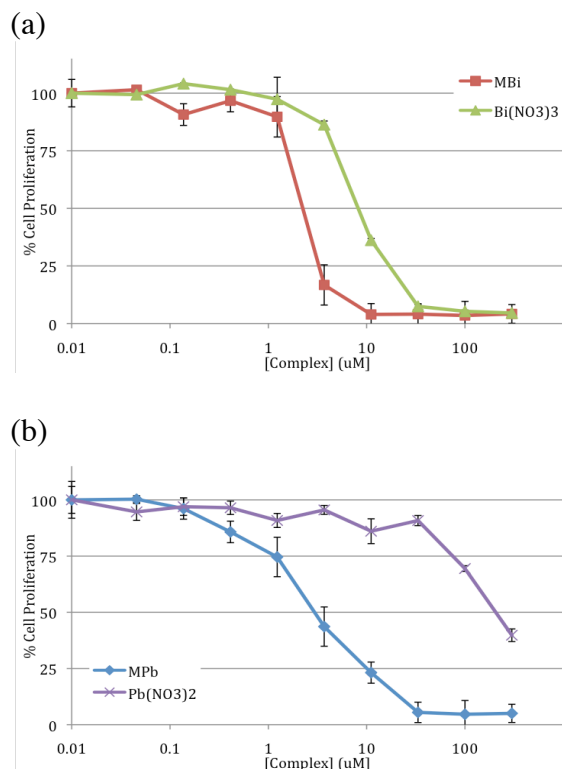 (a)
% Cell Proliferation
100
75
50
25
0
0.01 0.1 1 10 100
[Complex] (uM]
MBi
Bi(NO3)3
(b)
% Cell Proliferation
100
75
50
25
0
0.01 0.1 1 10 100
[Complex] (uM]
MPb
Pb(NO3)2